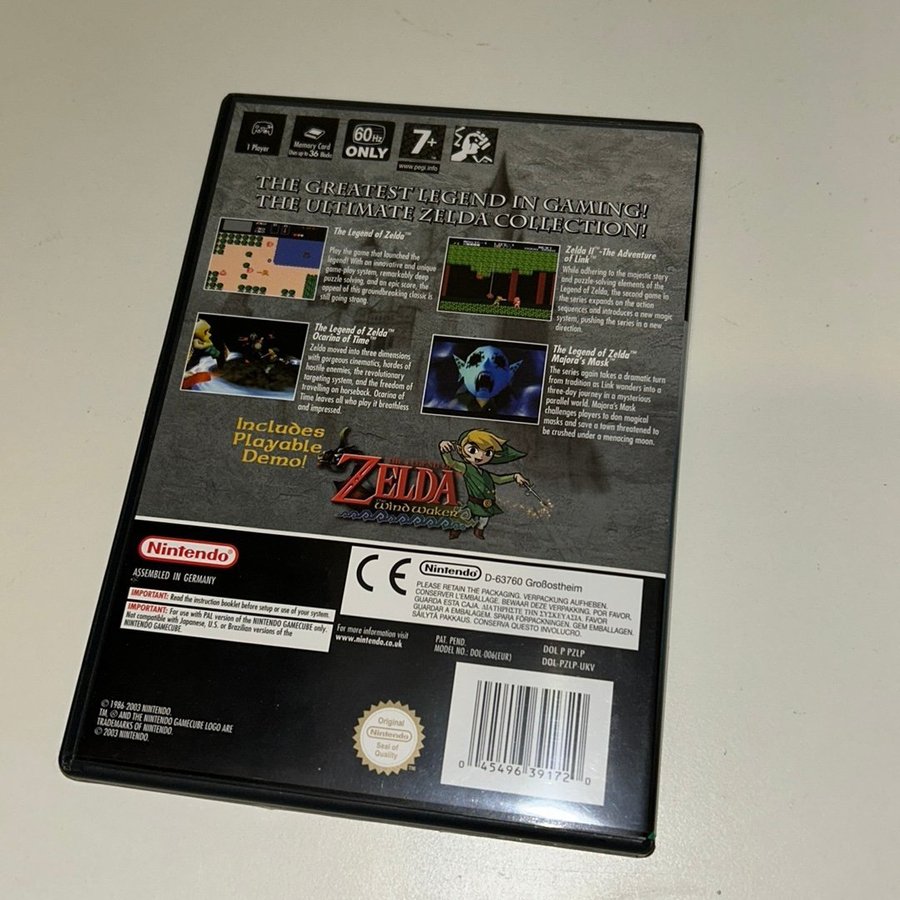 1 Player
Memory Card
Uses up to 36 Blocks
60Hz
ONLY
7+
www.pegi.info
THE GREATEST LEGEND IN GAMING!
THE ULTIMATE ZELDA COLLECTION!
The Legend of Zelda™
Play the game that launched the
legend! With an innovative and unique
game-play system, remarkably deep
puzzle solving, and an epic score, the
appeal of this groundbreaking classic is
still going strong.
Zelda II™-The Adventure
of Link™
While adhering to the majestic story
and puzzle-solving elements of the
Legend of Zelda, the second game in
the series expands on the action
sequences and introduces a new magic
system, pushing the series in a new
direction.
The Legend of Zelda™
Ocarina of Time™
Zelda moved into three dimensions
with gorgeous cinematics, hordes of
hostile enemies, the revolutionary
targeting system, and the freedom of
travelling on horseback. Ocarina of
Time leaves all who play it breathless
and impressed.
The Legend of Zelda™
Majora's Mask™
The series again takes a dramatic turn
from tradition as Link wonders into a
three-day journey in a mysterious
parallel world. Majora's Mask
challenges players to don magical
masks and save a town threatened to
be crushed under a menacing moon.
Includes
Playable
Demo!
ZELDA
Wind Waker
Nintendo®
ASSEMBLED IN GERMANY
IMPORTANT: Read the instruction booklet before setup or use of your system.
IMPORTANT: For use with PAL version of the NINTENDO GAMECUBE only.
Not compatible with Japanese, U.S. or Brazilian versions of the
NINTENDO GAMECUBE.
CE
Nintendo® D-63760 Großostheim
PLEASE RETAIN THE PACKAGING. VERPACKUNG AUFHEBEN.
CONSERVER L'EMBALLAGE. BEWAAR DEZE VERPAKKING. POR FAVOR
GUARDA ESTA CAJA. ΔΙΑΤΗΡΙΣΤΕ ΤΗΝ ΣΥΣΚΕΥΑΣΙΑ. FAVOR
GUARDAR A EMBALAGEM. SPARA FÖRPACKNINGEN. GEM EMBALLAGEN.
SÄILYTÄ PAKKAUS. CONSERVA QUESTO INVOLUCRO.
For more information visit
www.nintendo.co.uk
PAT. PEND.
MODEL NO.: DOL-006(EUR)
DOL P PZLP
DOL-PZLP-UKV
© 1986 2003 NINTENDO.
TM, ® AND THE NINTENDO GAMECUBE LOGO ARE
TRADEMARKS OF NINTENDO.
© 2003 NINTENDO.
Original
Nintendo
Seal of
Quality
0 45496 39172 0